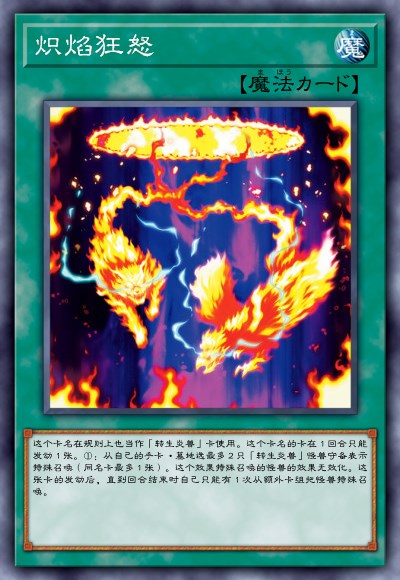 炽焰狂怒
魔
【魔法カード】
ま ほう
这个卡名在规则上也当作「转生炎兽」卡使用。这个卡名的卡在1回合只能
发动1张。①：从自己的手卡·墓地选最多2只「转生炎兽」怪兽守备表示
特殊召唤（同名卡最多1张）。这个效果特殊召唤的怪兽的效果无效化。这
张卡的发动后，直到回合结束时自己只能有1次从额外卡组把怪兽特殊召
唤。